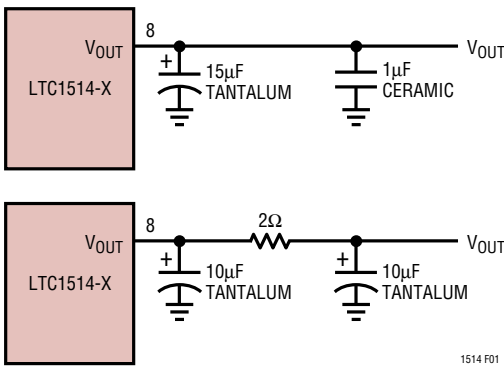 8
VOUT
LTC1514-X
+
15μF
TANTALUM
1μF
CERAMIC
VOUT
8
VOUT
LTC1514-X
+
10μF
TANTALUM
2Ω
+
10μF
TANTALUM
VOUT
1514 F01